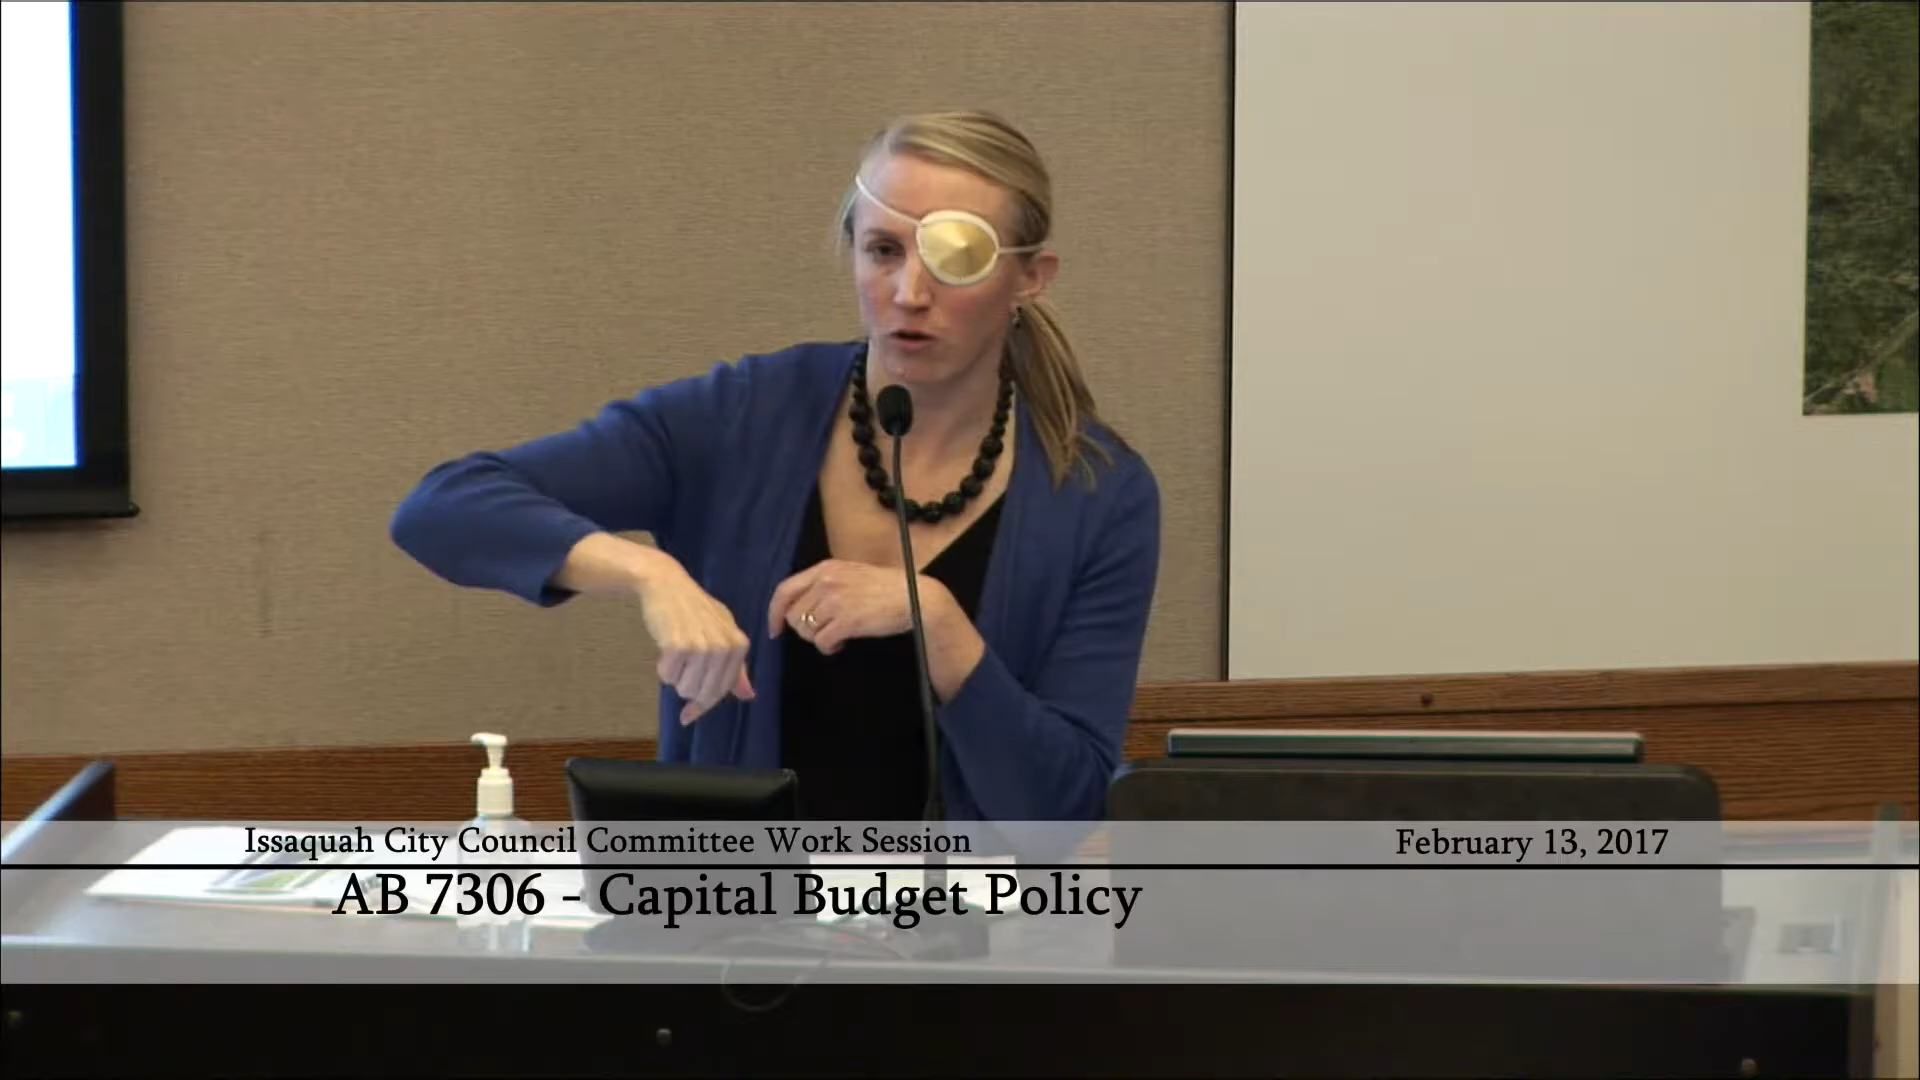 Issaquah City Council Committee Work Session
February 13, 2017
AB 7306 - Capital Budget Policy